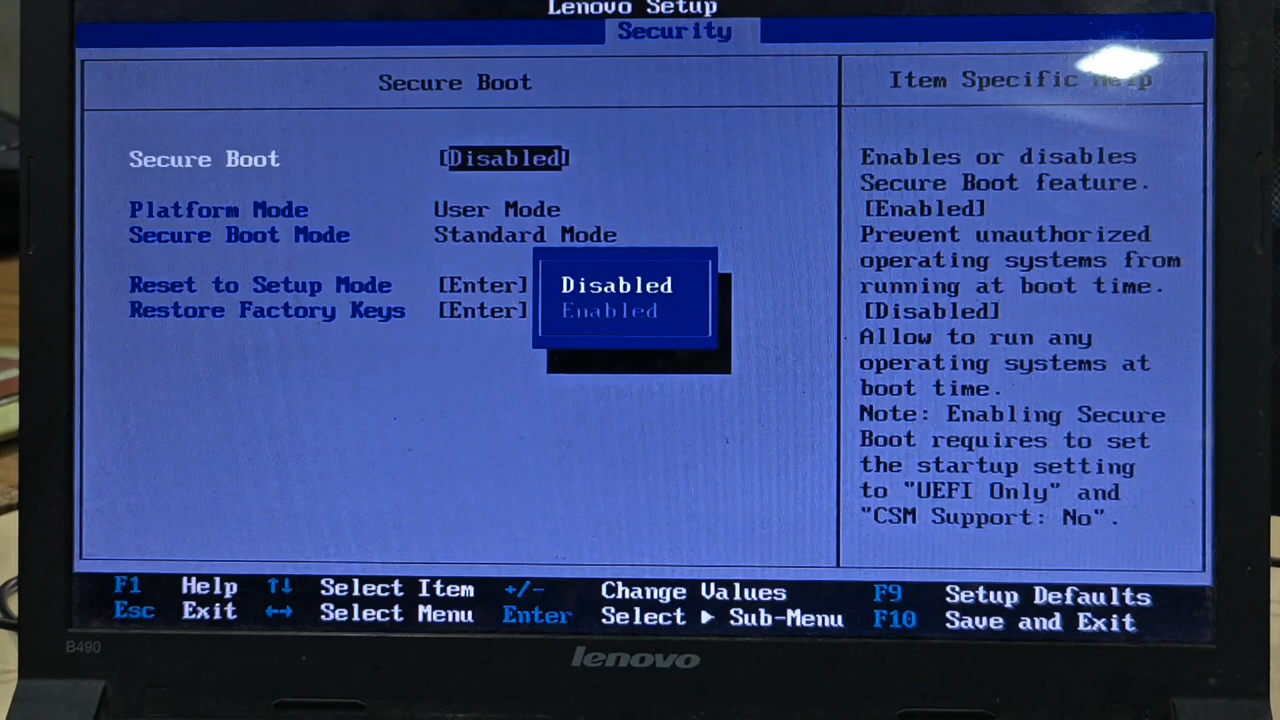 Lenovo Setup
Security
Secure Boot
Item Specific Help
Secure Boot [Disabled]
Platform Mode User Mode
Secure Boot Mode Standard Mode
Reset to Setup Mode [Enter]
Restore Factory Keys [Enter]
Disabled
Enabled
Enables or disables
Secure Boot feature.
[Enabled]
Prevent unauthorized
operating systems from
running at boot time.
[Disabled]
Allow to run any
operating systems at
boot time.
Note: Enabling Secure
Boot requires to set
the startup setting
to "UEFI Only" and
"CSM Support: No".
F1 Help ↑↓ Select Item +/- Change Values F9 Setup Defaults
Esc Exit ↔ Select Menu Enter Select ▶ Sub-Menu F10 Save and Exit
B490
lenovo